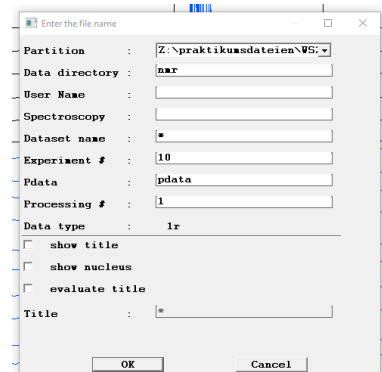 Enter the file name
Partition : Z:\praktikumsdateien\WS2
Data directory : nmr
User Name :
Spectroscopy :
Dataset name : *
Experiment # : 10
Pdata : pdata
Processing # : 1
Data type : 1r
show title
show nucleus
evaluate title
Title : *
OK Cancel